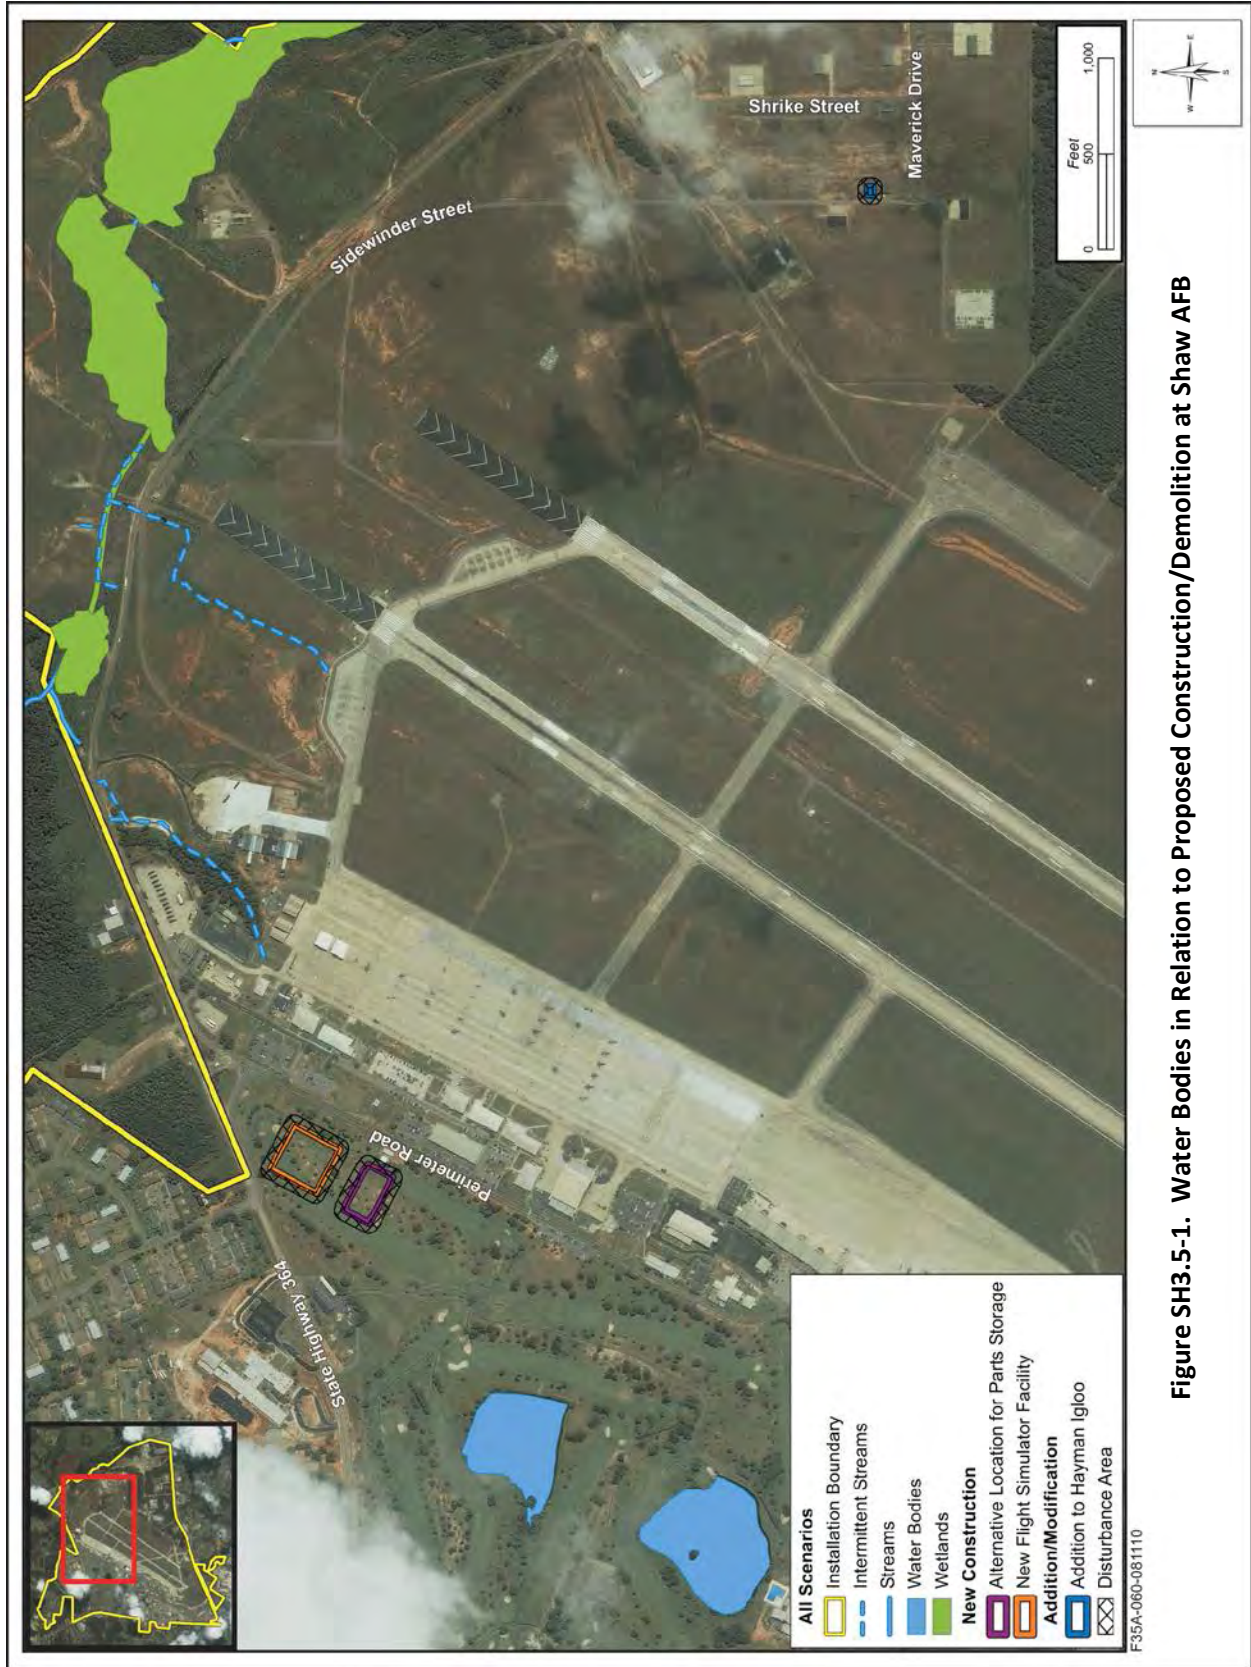 Shrike Street
Maverick Drive
Sidewinder Street
Perimeter Road
State Highway 364
N
W
E
S
Feet
0
500
1,000
All Scenarios
Installation Boundary
Intermittent Streams
Streams
Water Bodies
Wetlands
New Construction
Alternative Location for Parts Storage
New Flight Simulator Facility
Addition/Modification
Addition to Hayman Igloo
Disturbance Area
F35A-060-081110
Figure SH3.5-1. Water Bodies in Relation to Proposed Construction/Demolition at Shaw AFB